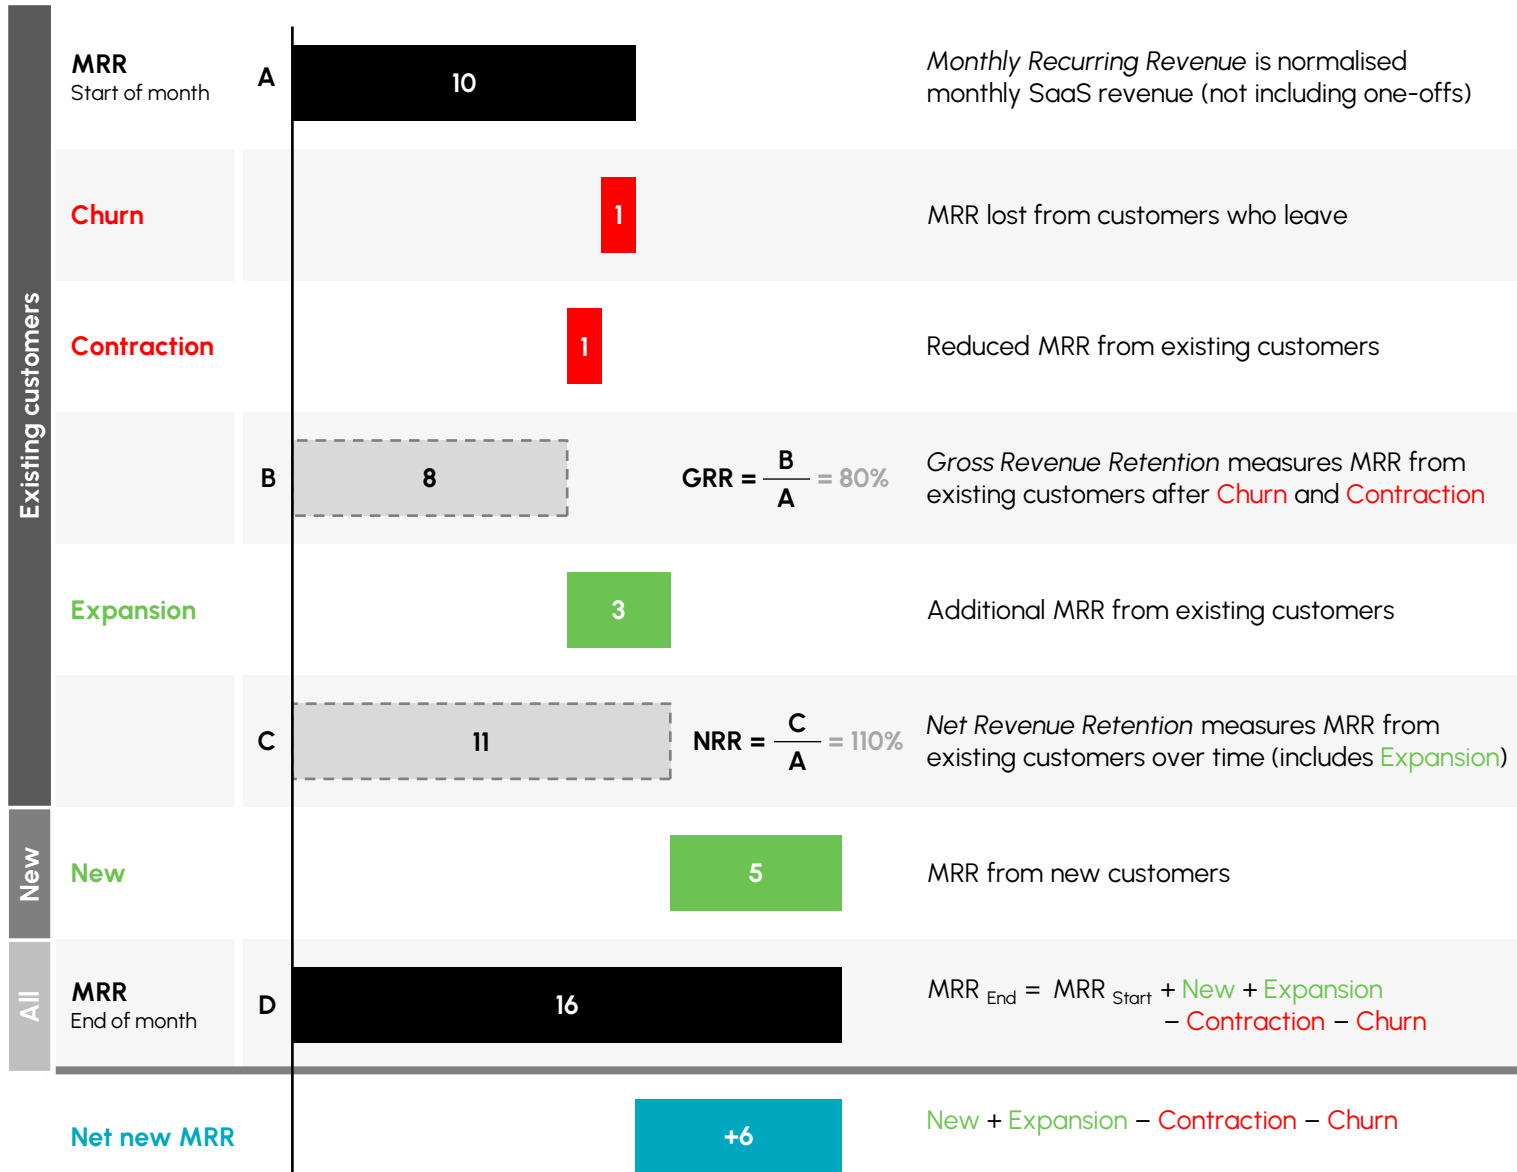 Existing customers
MRR
Start of month
A
10
Monthly Recurring Revenue is normalised
monthly SaaS revenue (not including one-offs)
Churn
1
MRR lost from customers who leave
Contraction
1
Reduced MRR from existing customers
B
8
GRR = B / A = 80%
Gross Revenue Retention measures MRR from
existing customers after Churn and Contraction
Expansion
3
Additional MRR from existing customers
C
11
NRR = C / A = 110%
Net Revenue Retention measures MRR from
existing customers over time (includes Expansion)
New
New
5
MRR from new customers
All
MRR
End of month
D
16
MRR End = MRR Start + New + Expansion
– Contraction – Churn
Net new MRR
+6
New + Expansion – Contraction – Churn